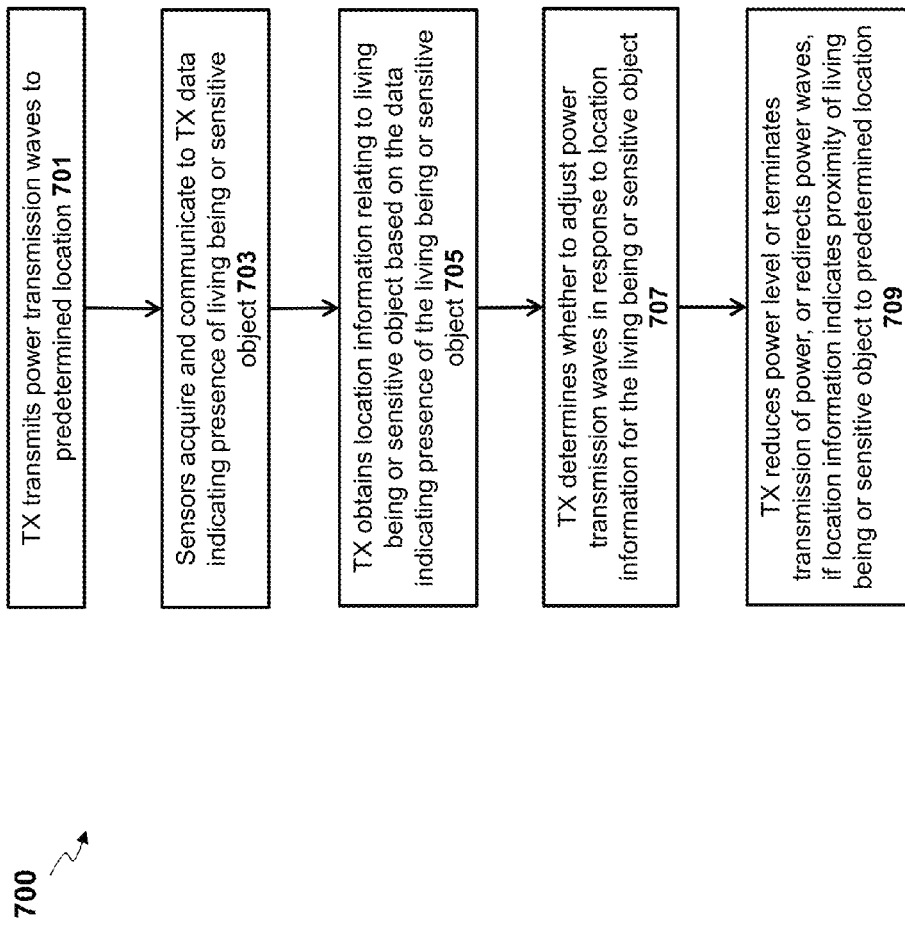 700
TX transmits power transmission waves to
predetermined location 701
Sensors acquire and communicate to TX data
indicating presence of living being or sensitive
object 703
TX obtains location information relating to living
being or sensitive object based on the data
indicating presence of the living being or sensitive
object 705
TX determines whether to adjust power
transmission waves in response to location
information for the living being or sensitive object
707
TX reduces power level or terminates
transmission of power, or redirects power waves,
if location information indicates proximity of living
being or sensitive object to predetermined location
709